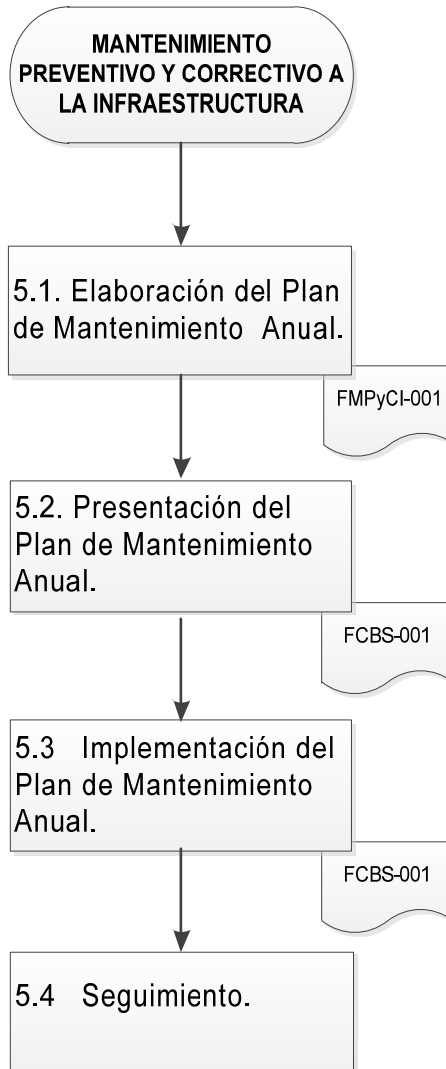 MANTENIMIENTO
PREVENTIVO Y CORRECTIVO A
LA INFRAESTRUCTURA
5.1. Elaboración del Plan
de Mantenimiento Anual.
FMPyCI-001
5.2. Presentación del
Plan de Mantenimiento
Anual.
FCBS-001
5.3 Implementación del
Plan de Mantenimiento
Anual.
FCBS-001
5.4 Seguimiento.